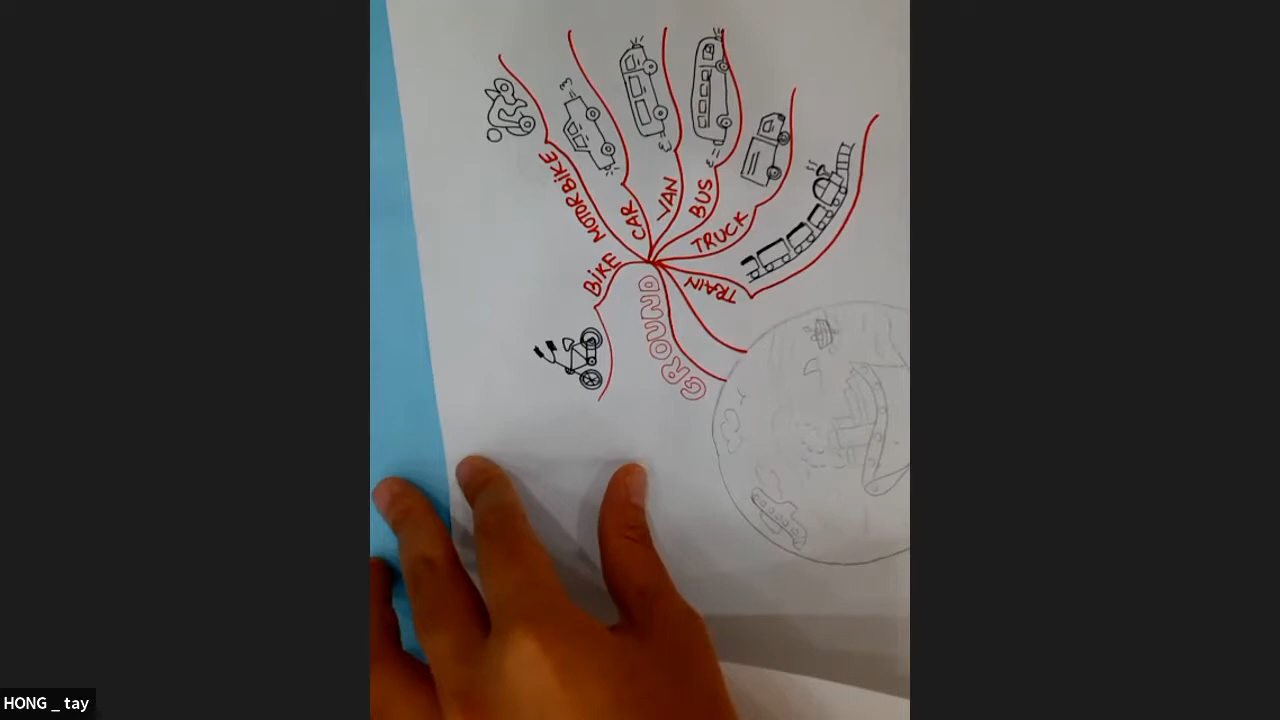 GROUND
BIKE
MOTORBIKE
CAR
VAN
BUS
TRUCK
TRAIN
HONG _ tay